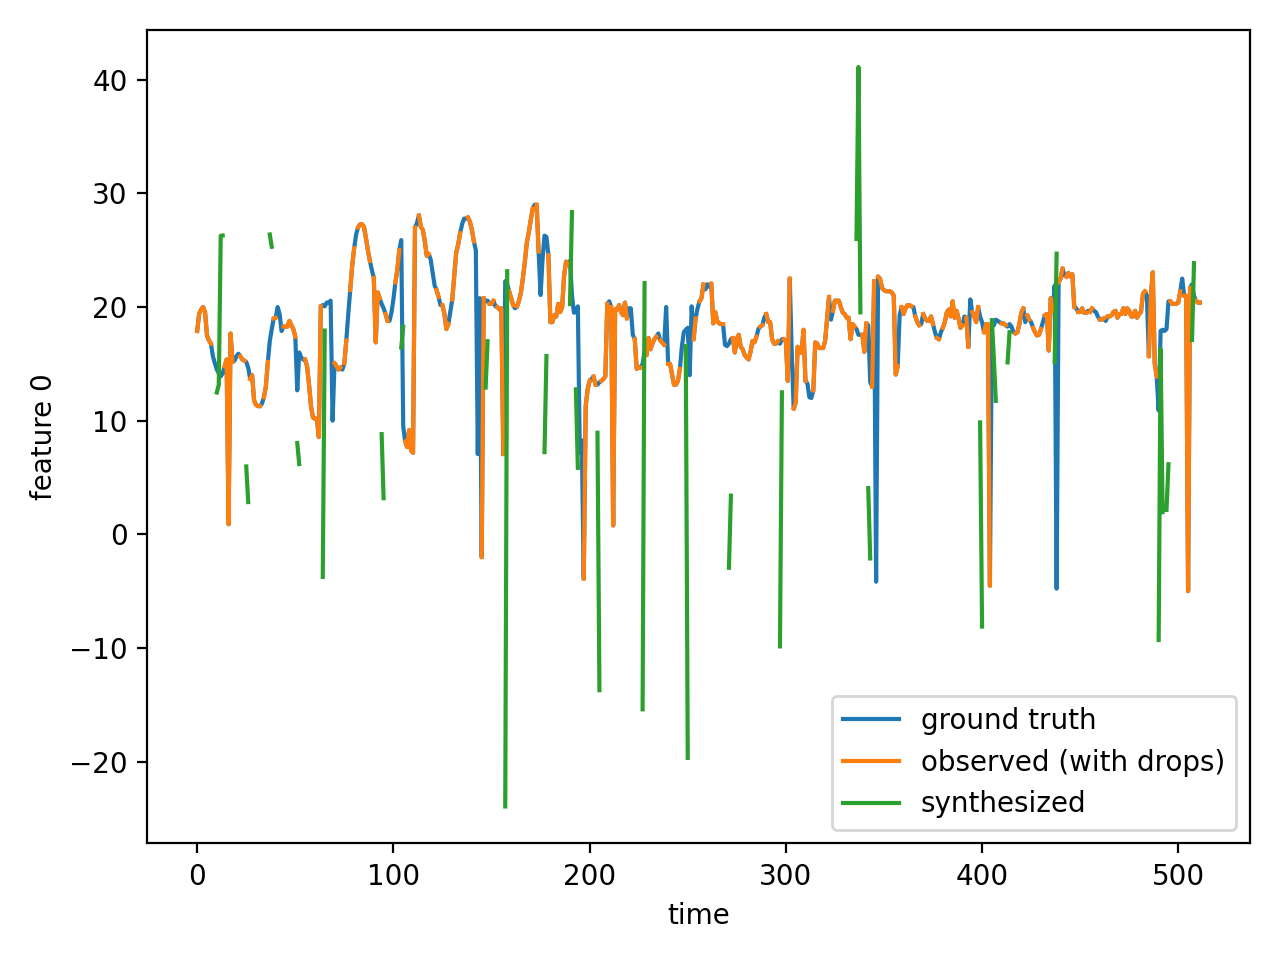 40
30
20
10
0
−10
−20
feature 0
0
100
200
300
400
500
time
ground truth
observed (with drops)
synthesized